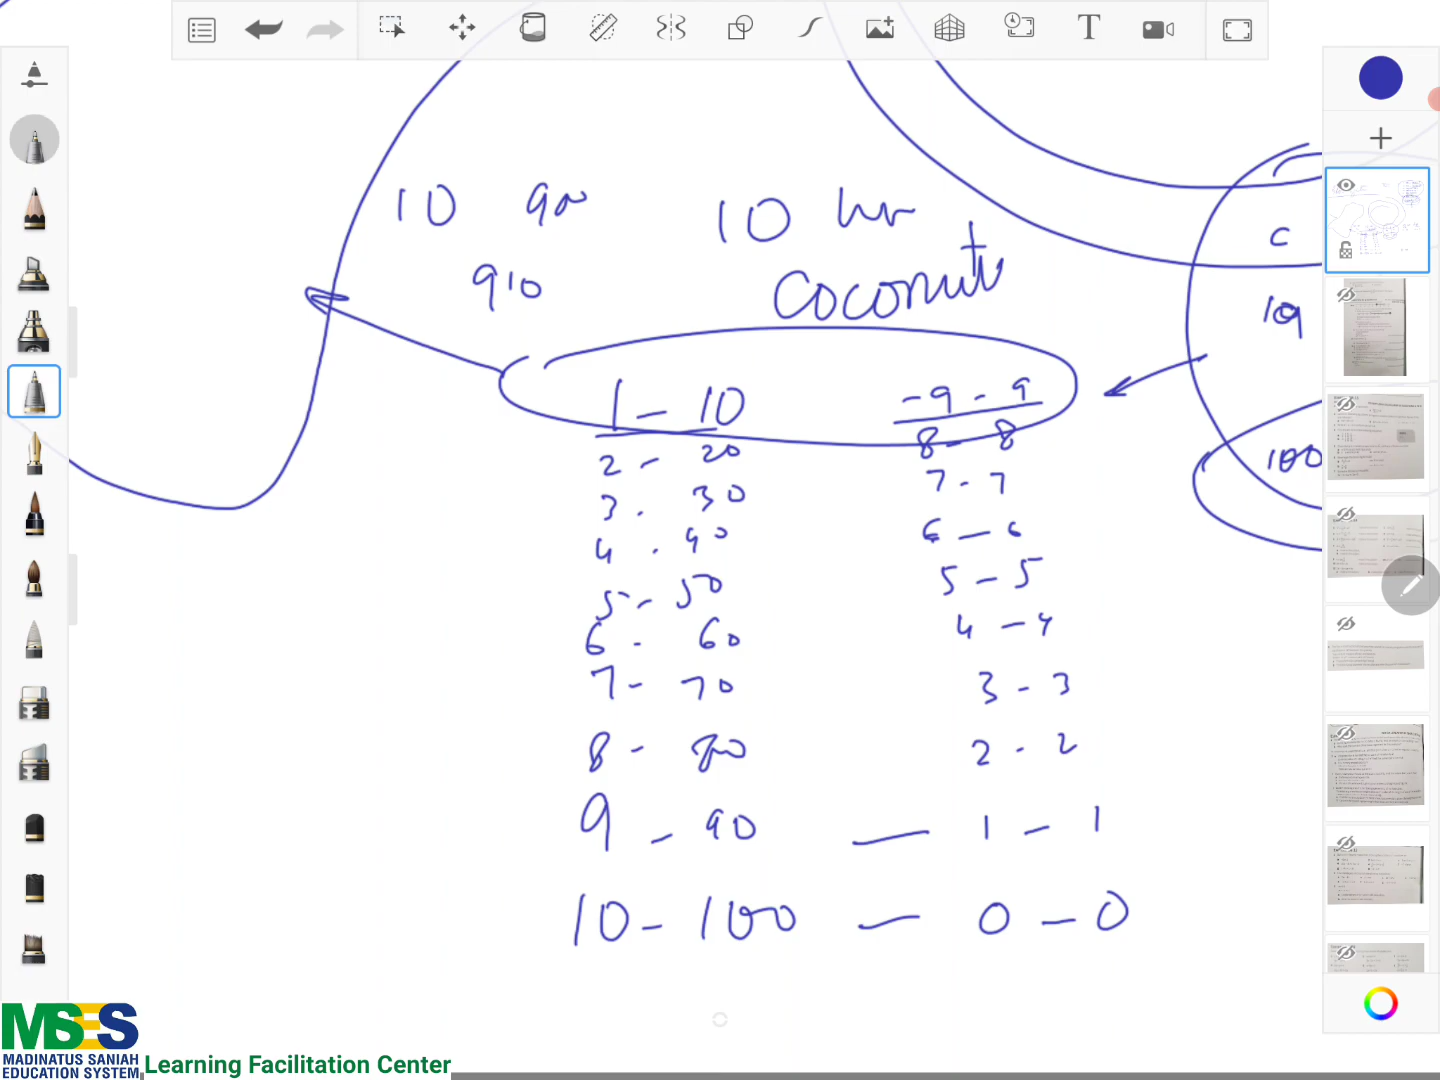 T
10 hr
10
910
Coconuts
C
19
1 - 10 - 9 - 9
100
2 - 20 8 - 8
3 . 30 7 - 7
4 . 40 6 - 6
5 - 50 5 - 5
6 - 60 4 - 4
7 - 70 3 - 3
8 - 80 2 - 2
9 - 90 - 1 - 1
10 - 100 - 0 - 0
MSES
MADINATUS SANIAH
EDUCATION SYSTEM
Learning Facilitation Center